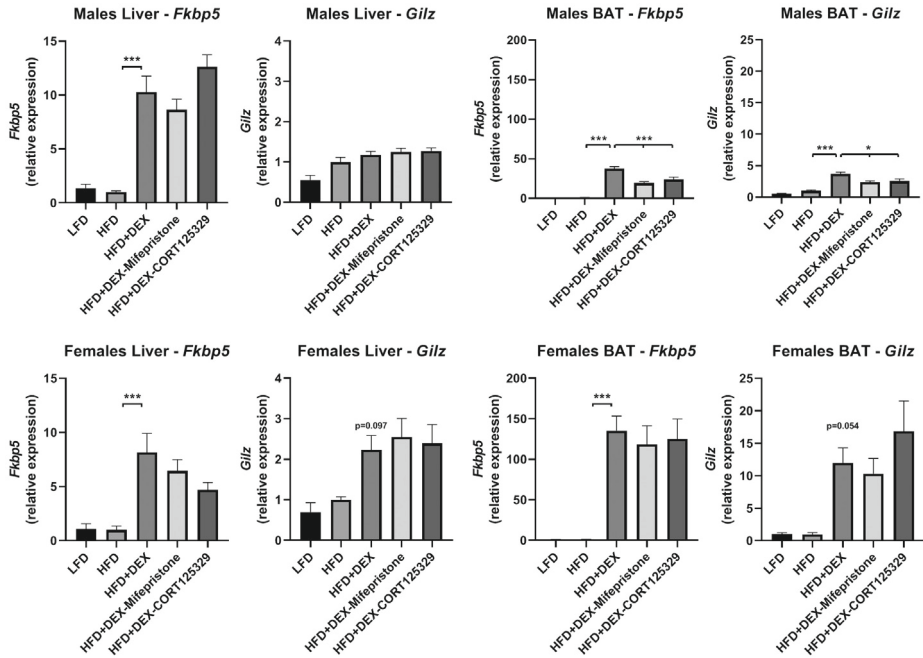 Males Liver - Fkbp5
Fkbp5
(relative expression)
15
10
5
0
***
LFD
HFD
HFD+DEX
HFD+DEX-Mifepristone
HFD+DEX-CORT125329
Males Liver - Gilz
Gilz
(relative expression)
4
3
2
1
0
LFD
HFD
HFD+DEX
HFD+DEX-Mifepristone
HFD+DEX-CORT125329
Males BAT - Fkbp5
Fkbp5
(relative expression)
200
150
100
50
0
***
***
LFD
HFD
HFD+DEX
HFD+DEX-Mifepristone
HFD+DEX-CORT125329
Males BAT - Gilz
Gilz
(relative expression)
25
20
15
10
5
0
***
*
LFD
HFD
HFD+DEX
HFD+DEX-Mifepristone
HFD+DEX-CORT125329
Females Liver - Fkbp5
Fkbp5
(relative expression)
15
10
5
0
***
LFD
HFD
HFD+DEX
HFD+DEX-Mifepristone
HFD+DEX-CORT125329
Females Liver - Gilz
Gilz
(relative expression)
4
3
2
1
0
p=0.097
LFD
HFD
HFD+DEX
HFD+DEX-Mifepristone
HFD+DEX-CORT125329
Females BAT - Fkbp5
Fkbp5
(relative expression)
200
150
100
50
0
***
LFD
HFD
HFD+DEX
HFD+DEX-Mifepristone
HFD+DEX-CORT125329
Females BAT - Gilz
Gilz
(relative expression)
25
20
15
10
5
0
p=0.054
LFD
HFD
HFD+DEX
HFD+DEX-Mifepristone
HFD+DEX-CORT125329